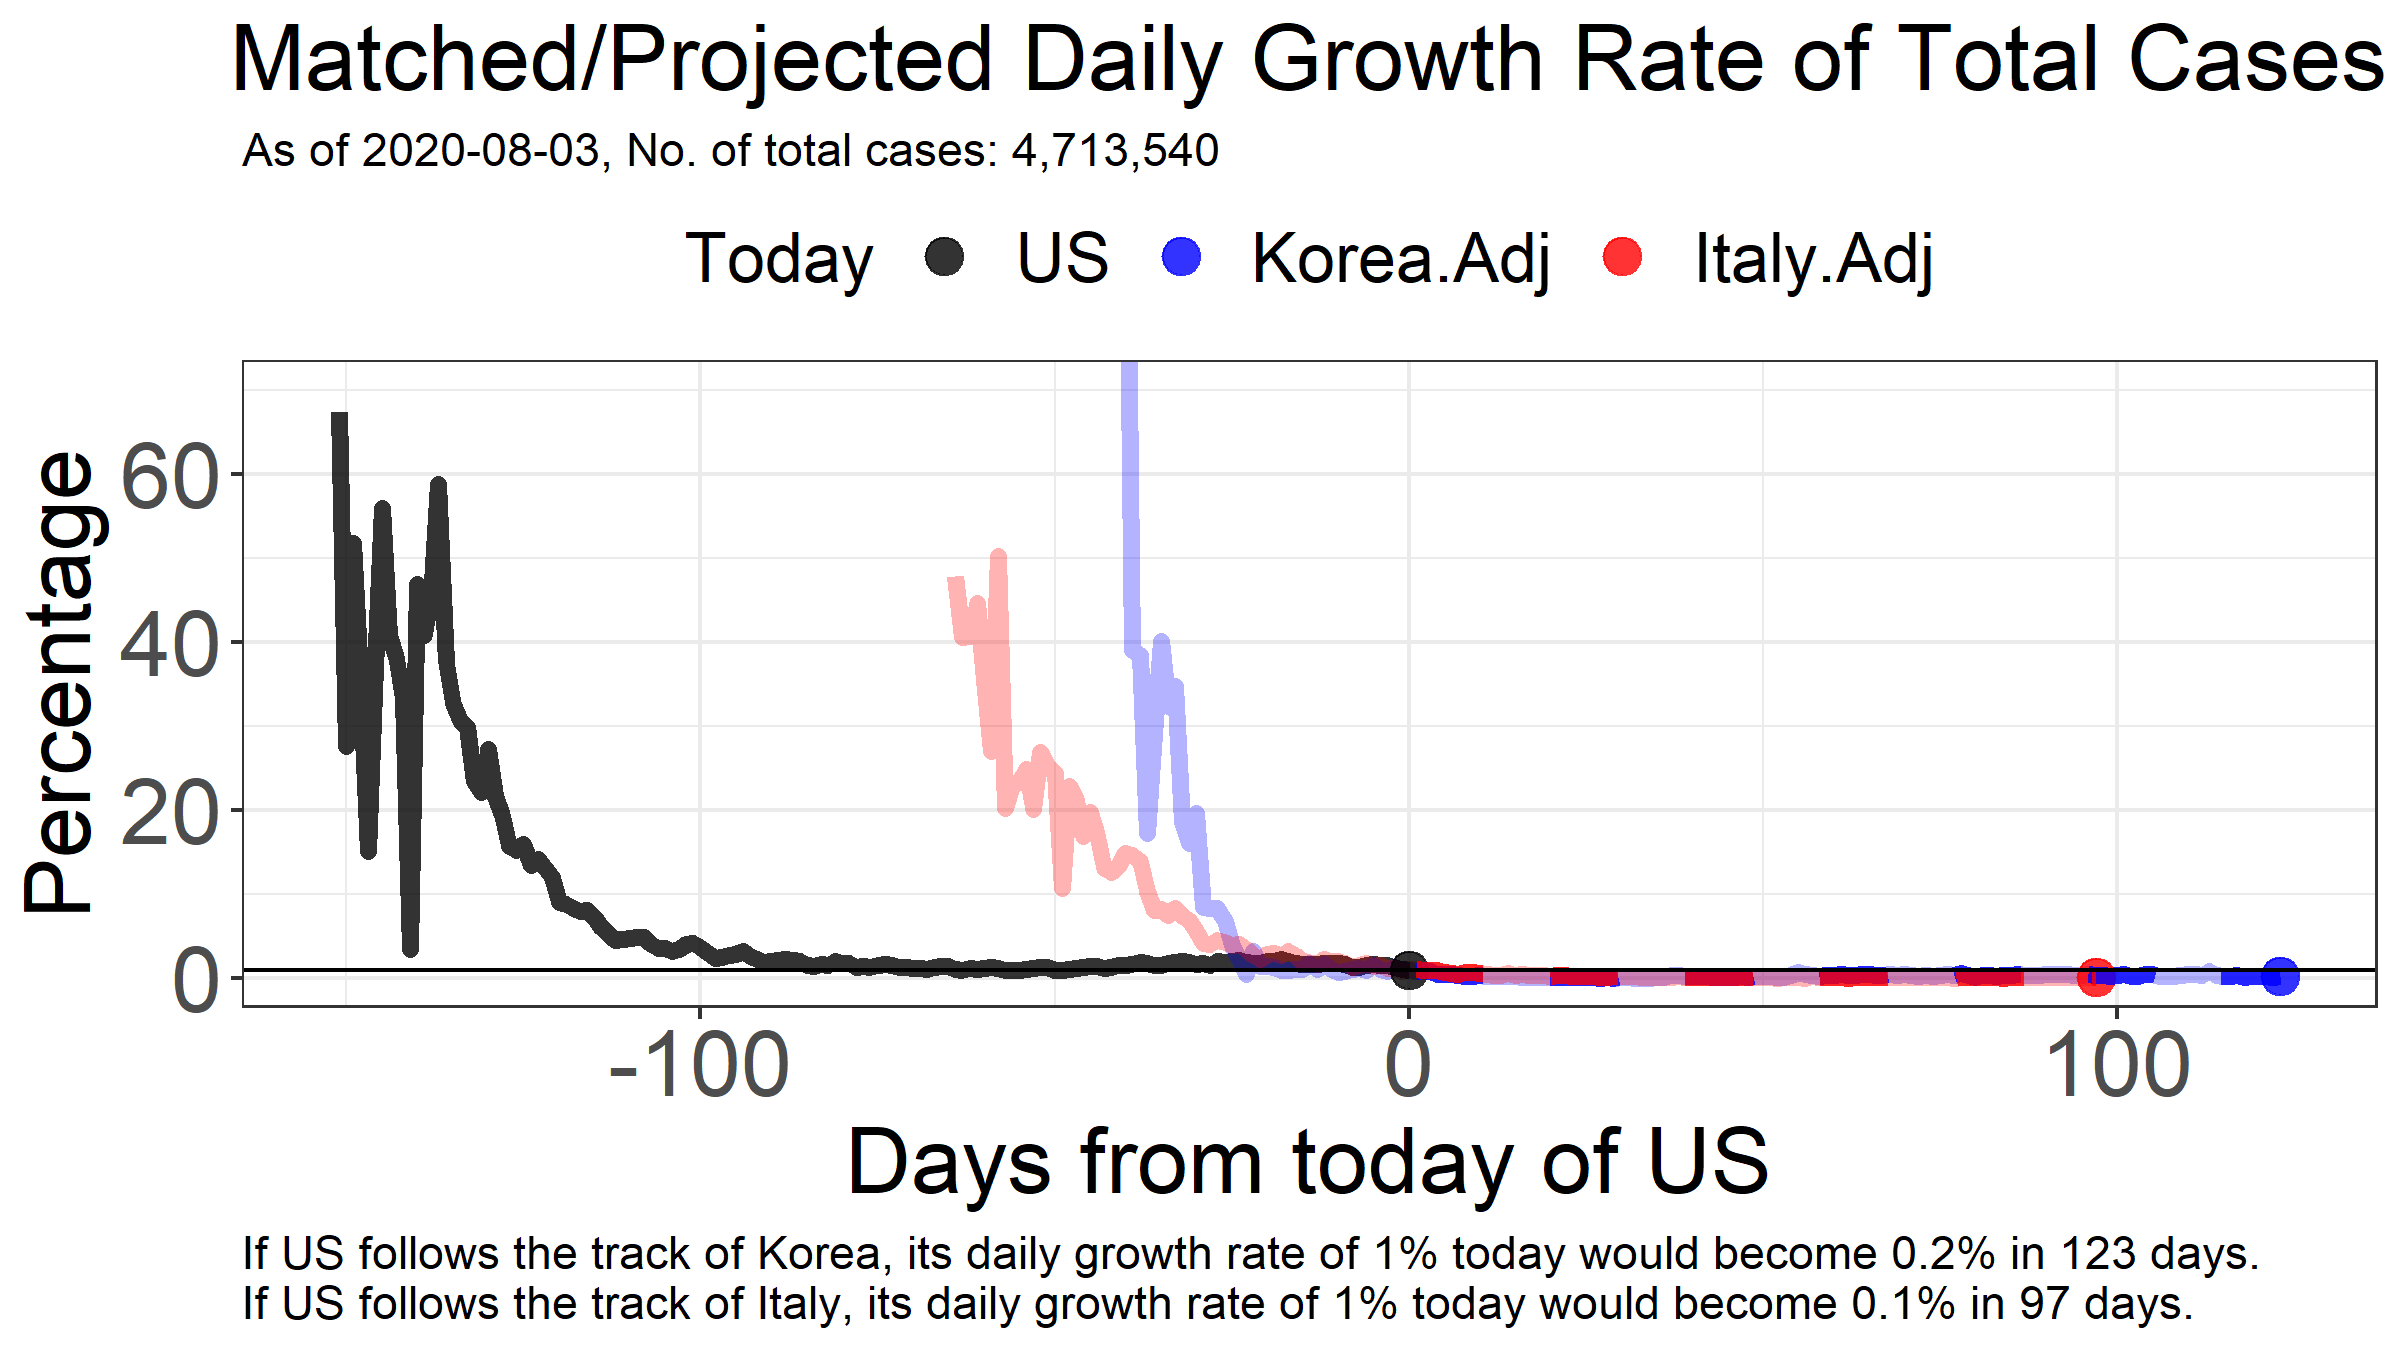 Matched/Projected Daily Growth Rate of Total Cases
As of 2020-08-03, No. of total cases: 4,713,540
Today US Korea.Adj Italy.Adj
Percentage
60
40
20
0
-100 0 100
Days from today of US
If US follows the track of Korea, its daily growth rate of 1% today would become 0.2% in 123 days.
If US follows the track of Italy, its daily growth rate of 1% today would become 0.1% in 97 days.